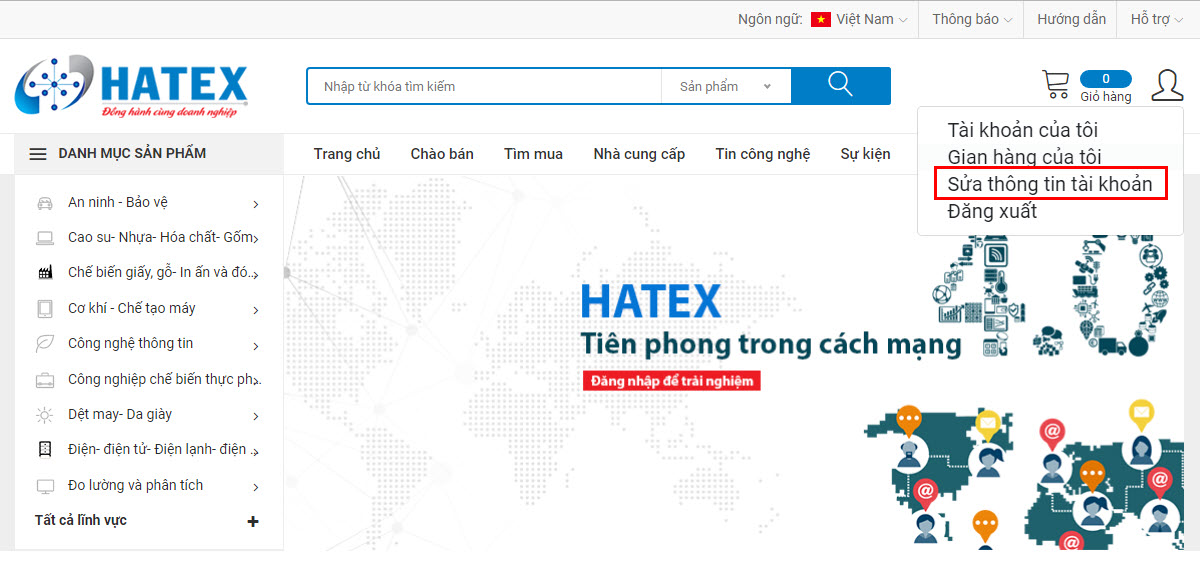 Ngôn ngữ: Việt Nam Thông báo Hướng dẫn Hỗ trợ
HATEX
Đồng hành cùng doanh nghiệp
Nhập từ khóa tìm kiếm Sản phẩm
0
Giỏ hàng
Tài khoản của tôi
Gian hàng của tôi
Sửa thông tin tài khoản
Đăng xuất
DANH MỤC SẢN PHẨM
Trang chủ Chào bán Tìm mua Nhà cung cấp Tin công nghệ Sự kiện
An ninh - Bảo vệ
Cao su- Nhựa- Hóa chất- Gốm
Chế biến giấy, gỗ- In ấn và đó..
Cơ khí - Chế tạo máy
Công nghệ thông tin
Công nghiệp chế biến thực ph..
Dệt may- Da giày
Điện- điện tử- Điện lạnh- điện ..
Đo lường và phân tích
Tất cả lĩnh vực +
4.0
HATEX
Tiên phong trong cách mạng
Đăng nhập để trải nghiệm